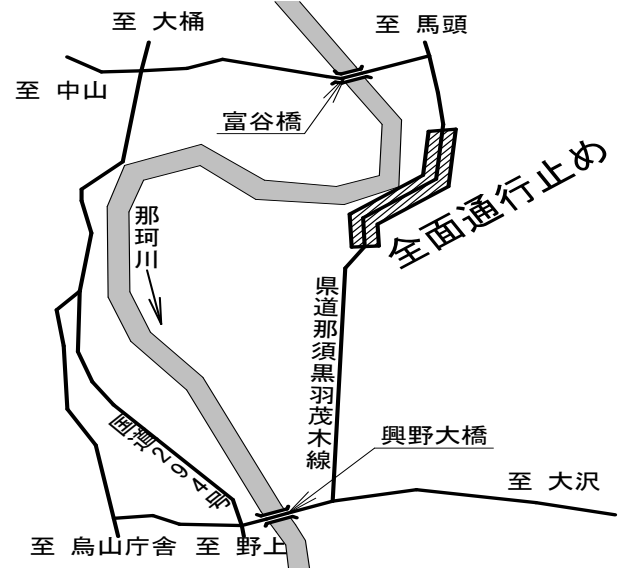 至 大桶
至 馬頭
至 中山
富谷橋
全面通行止め
那珂川
県道那須黒羽茂木線
国道294号
興野大橋
至 大沢
至 烏山庁舎
至 野上